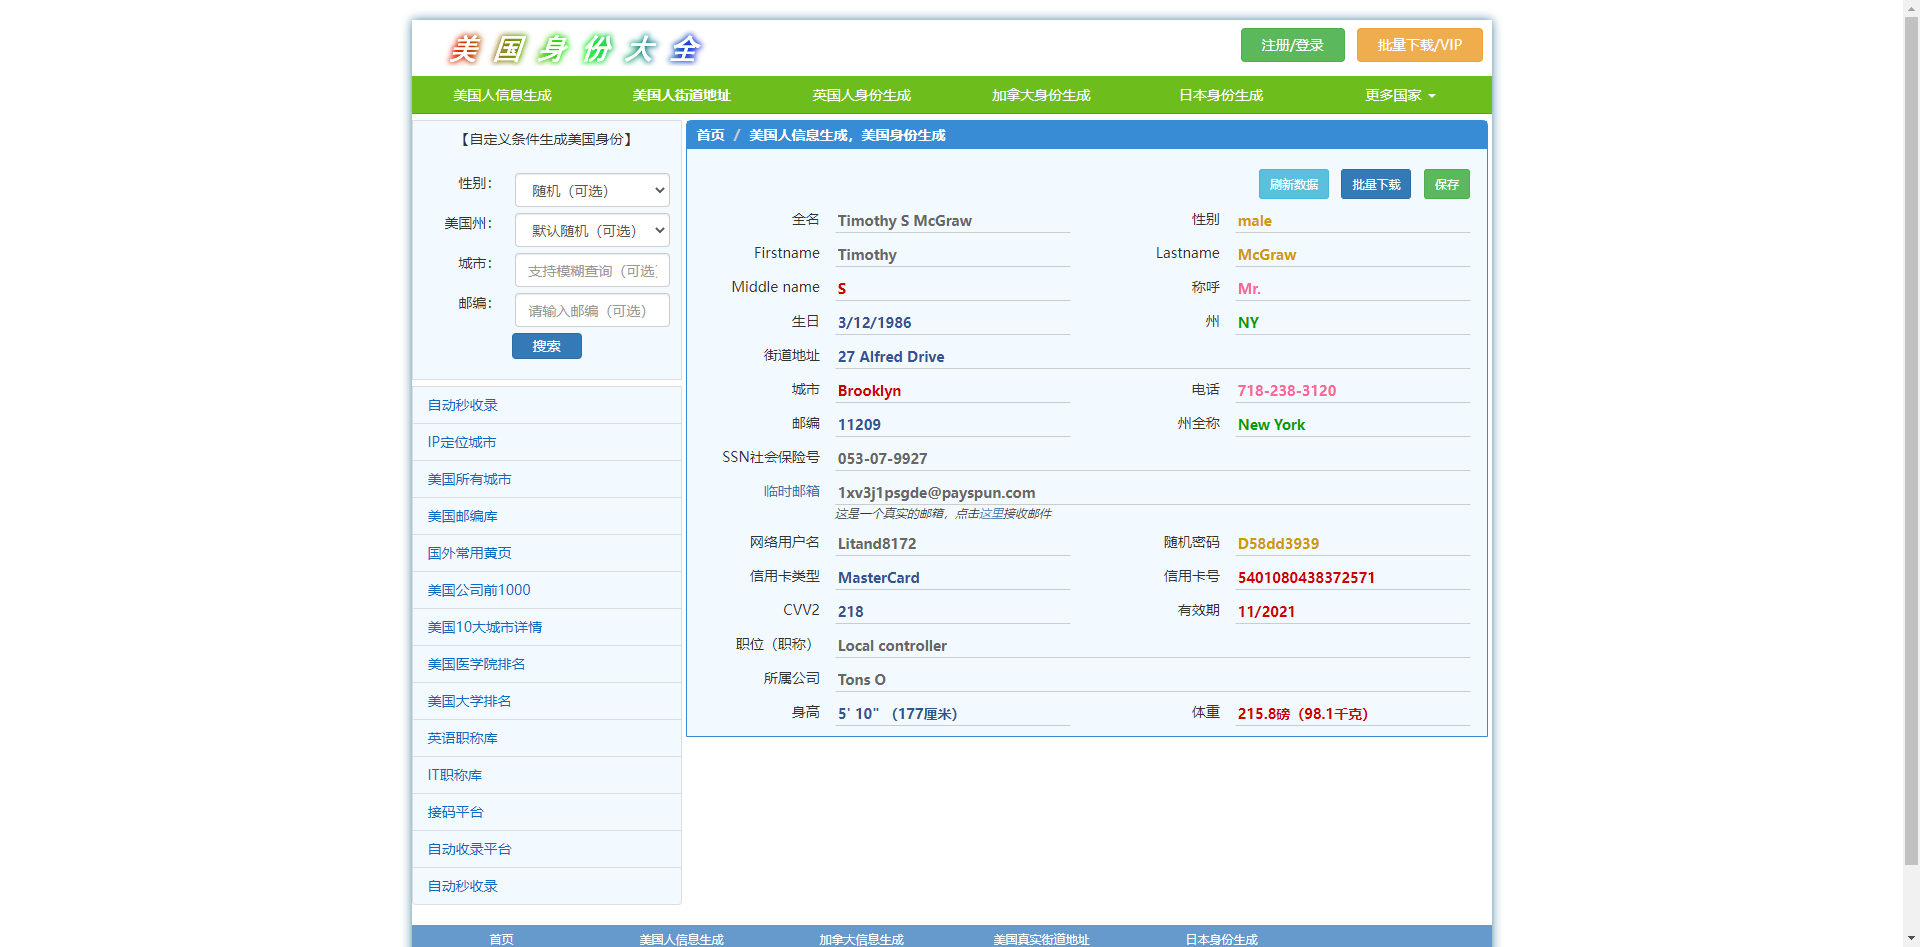 美国身份大全
注册/登录 批量下载/VIP
美国人信息生成 美国人街道地址 英国人身份生成 加拿大身份生成 日本身份生成 更多国家
【自定义条件生成美国身份】
性别： 随机（可选）
美国州： 默认随机（可选）
城市： 支持模糊查询（可选）
邮编： 请输入邮编（可选）
搜索
自动秒收录
IP定位城市
美国所有城市
美国邮编库
国外常用黄页
美国公司前1000
美国10大城市详情
美国医学院排名
美国大学排名
英语职称库
IT职称库
接码平台
自动收录平台
自动秒收录
首页 / 美国人信息生成，美国身份生成
刷新数据 批量下载 保存
全名 Timothy S McGraw 性别 male
Firstname Timothy Lastname McGraw
Middle name S 称呼 Mr.
生日 3/12/1986 州 NY
街道地址 27 Alfred Drive
城市 Brooklyn 电话 718-238-3120
邮编 11209 州全称 New York
SSN社会保险号 053-07-9927
临时邮箱 1xv3j1psgde@payspun.com
这是一个真实的邮箱，点击这里接收邮件
网络用户名 Litand8172 随机密码 D58dd3939
信用卡类型 MasterCard 信用卡号 5401080438372571
CVV2 218 有效期 11/2021
职位（职称） Local controller
所属公司 Tons O
身高 5' 10" （177厘米） 体重 215.8磅（98.1千克）
首页 美国人信息生成 加拿大信息生成 美国真实街道地址 日本身份生成